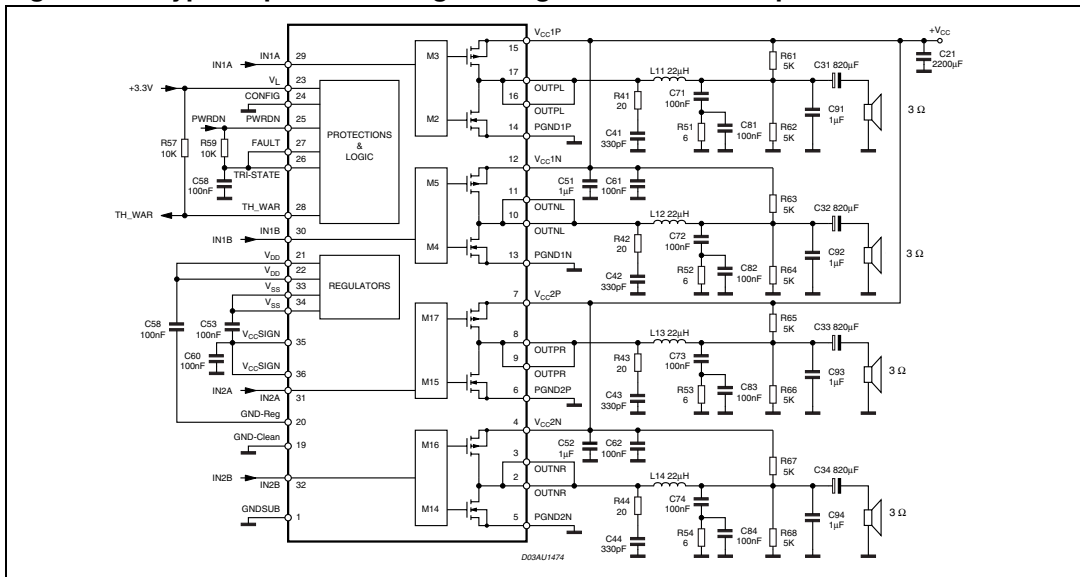 IN1A
IN1A
29
+3.3V
VL
23
CONFIG
24
PWRDN
PWRDN
25
R57
10K
R59
10K
FAULT
27
26
C58
100nF
TRI-STATE
TH_WAR
TH_WAR
28
IN1B
IN1B
30
PROTECTIONS
&
LOGIC
VDD
21
VDD
22
VSS
33
VSS
34
REGULATORS
C58
100nF
C53
100nF
VCCSIGN
35
C60
100nF
VCCSIGN
36
IN2A
IN2A
31
GND-Reg
20
GND-Clean
19
IN2B
IN2B
32
GNDSUB
1
M3
M2
15
VCC1P
17
OUTPL
16
OUTPL
14
PGND1P
M5
M4
12
VCC1N
11
OUTNL
10
OUTNL
13
PGND1N
M17
M15
7
VCC2P
8
OUTPR
9
OUTPR
6
PGND2P
M16
M14
4
VCC2N
3
OUTNR
2
OUTNR
5
PGND2N
+VCC
C21
2200µF
L11 22µH
R41
20
C41
330pF
C71
100nF
R51
6
C81
100nF
R61
5K
R62
5K
C31 820µF
C91
1µF
3 Ω
C51
1µF
C61
100nF
L12 22µH
R42
20
C42
330pF
C72
100nF
R52
6
C82
100nF
R63
5K
R64
5K
C32 820µF
C92
1µF
3 Ω
L13 22µH
R43
20
C43
330pF
C73
100nF
R53
6
C83
100nF
R65
5K
R66
5K
C33 820µF
C93
1µF
3 Ω
C52
1µF
C62
100nF
L14 22µH
R44
20
C44
330pF
C74
100nF
R54
6
C84
100nF
R67
5K
R68
5K
C34 820µF
C94
1µF
3 Ω
D03AU1474